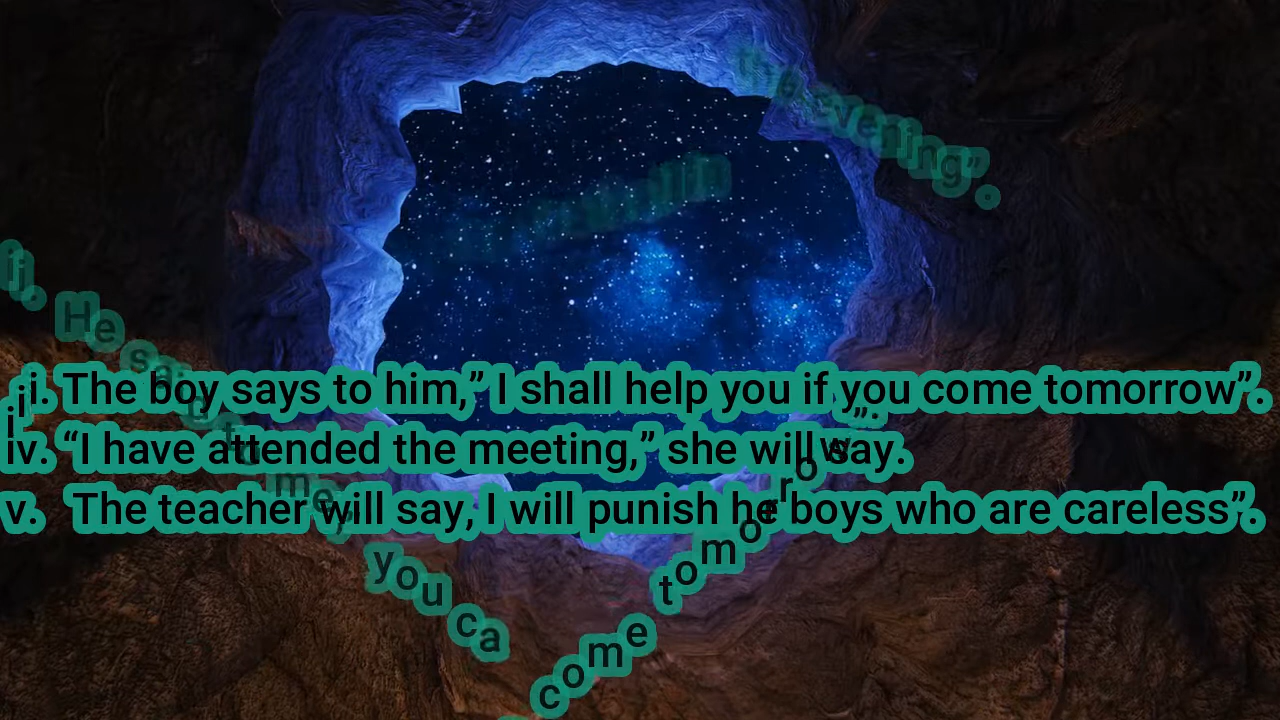 i. He said to me, you ca come tomorrow”.
the evening”.
i. The boy says to him,” I shall help you if you come tomorrow”.
iv. “I have attended the meeting,” she will say.
v. The teacher will say, I will punish he boys who are careless”.